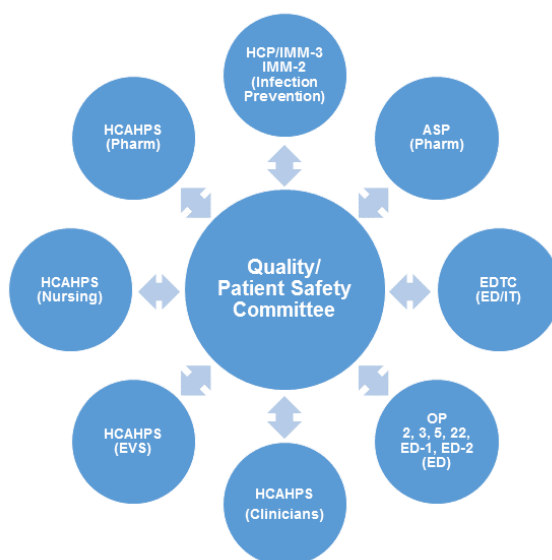 HCP/IMM-3
IMM-2
(Infection
Prevention)
ASP
(Pharm)
EDTC
(ED/IT)
OP
2, 3, 5, 22,
ED-1, ED-2
(ED)
HCAHPS
(Clinicians)
HCAHPS
(EVS)
HCAHPS
(Nursing)
HCAHPS
(Pharm)
Quality/
Patient Safety
Committee